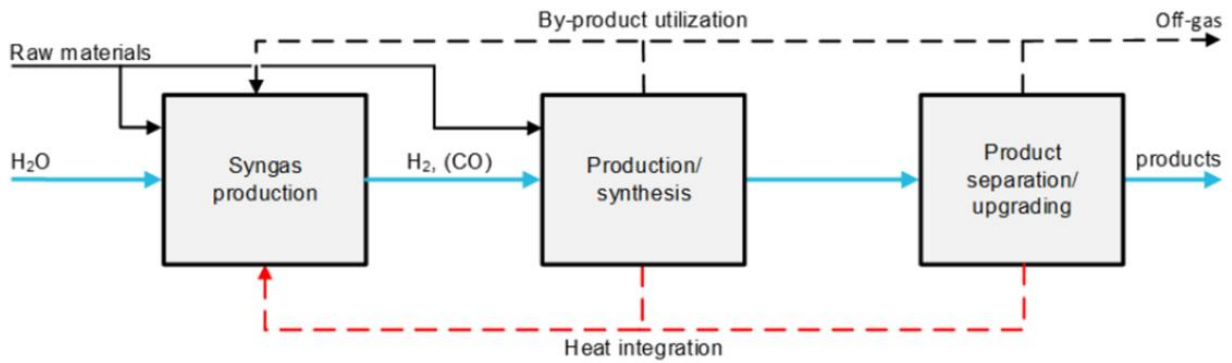 By-product utilization
Off-gas
Raw materials
H₂O
Syngas
production
H₂, (CO)
Production/
synthesis
Product
separation/
upgrading
products
Heat integration